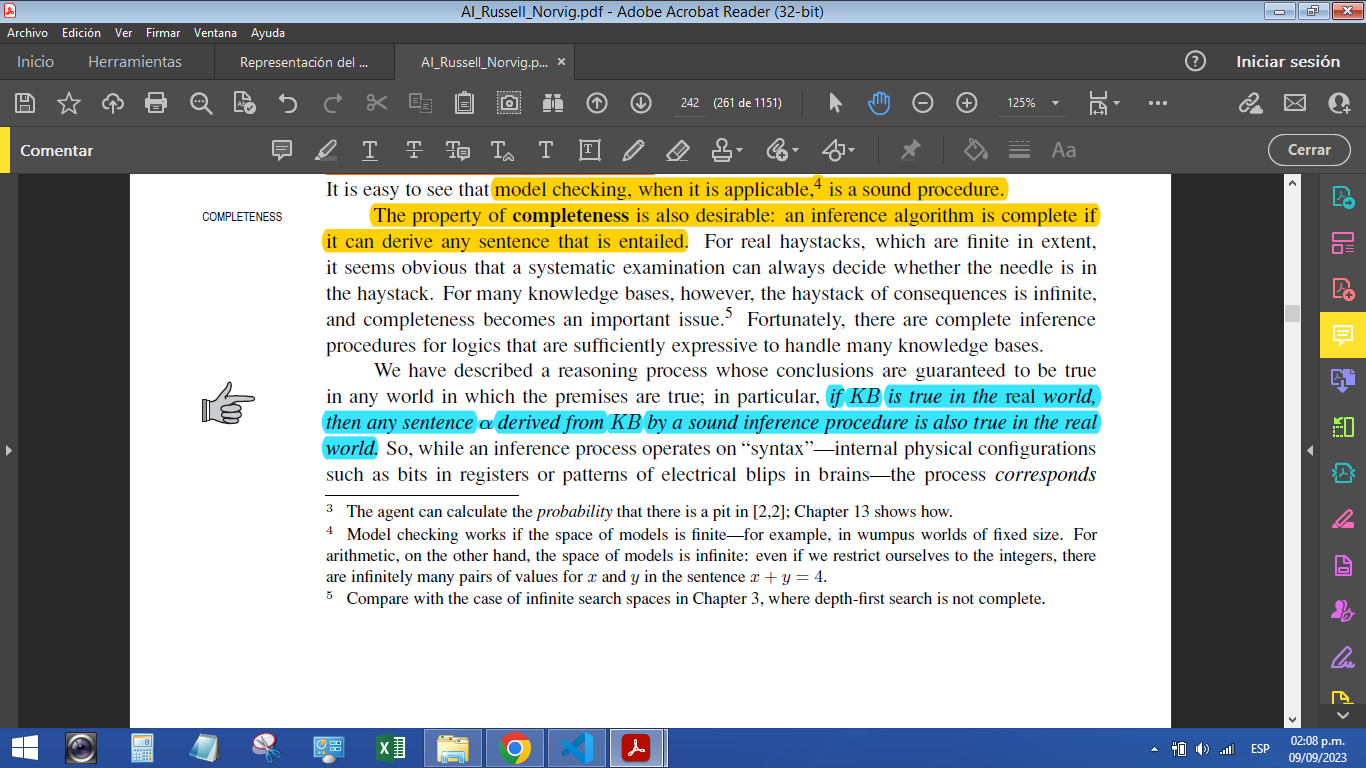 AI_Russell_Norvig.pdf - Adobe Acrobat Reader (32-bit)
Archivo Edición Ver Firmar Ventana Ayuda
Inicio Herramientas Representación del ... AI_Russell_Norvig.p... × Iniciar sesión
242 (261 de 1151) 125%
Comentar Cerrar
It is easy to see that model checking, when it is applicable,4 is a sound procedure.
COMPLETENESS The property of completeness is also desirable: an inference algorithm is complete if
it can derive any sentence that is entailed. For real haystacks, which are finite in extent,
it seems obvious that a systematic examination can always decide whether the needle is in
the haystack. For many knowledge bases, however, the haystack of consequences is infinite,
and completeness becomes an important issue.5 Fortunately, there are complete inference
procedures for logics that are sufficiently expressive to handle many knowledge bases.
We have described a reasoning process whose conclusions are guaranteed to be true
in any world in which the premises are true; in particular, if KB is true in the real world,
then any sentence α derived from KB by a sound inference procedure is also true in the real
world. So, while an inference process operates on “syntax”—internal physical configurations
such as bits in registers or patterns of electrical blips in brains—the process corresponds
3 The agent can calculate the probability that there is a pit in [2,2]; Chapter 13 shows how.
4 Model checking works if the space of models is finite—for example, in wumpus worlds of fixed size. For
arithmetic, on the other hand, the space of models is infinite: even if we restrict ourselves to the integers, there
are infinitely many pairs of values for x and y in the sentence x + y = 4.
5 Compare with the case of infinite search spaces in Chapter 3, where depth-first search is not complete.
ESP
02:08 p.m.
09/09/2023